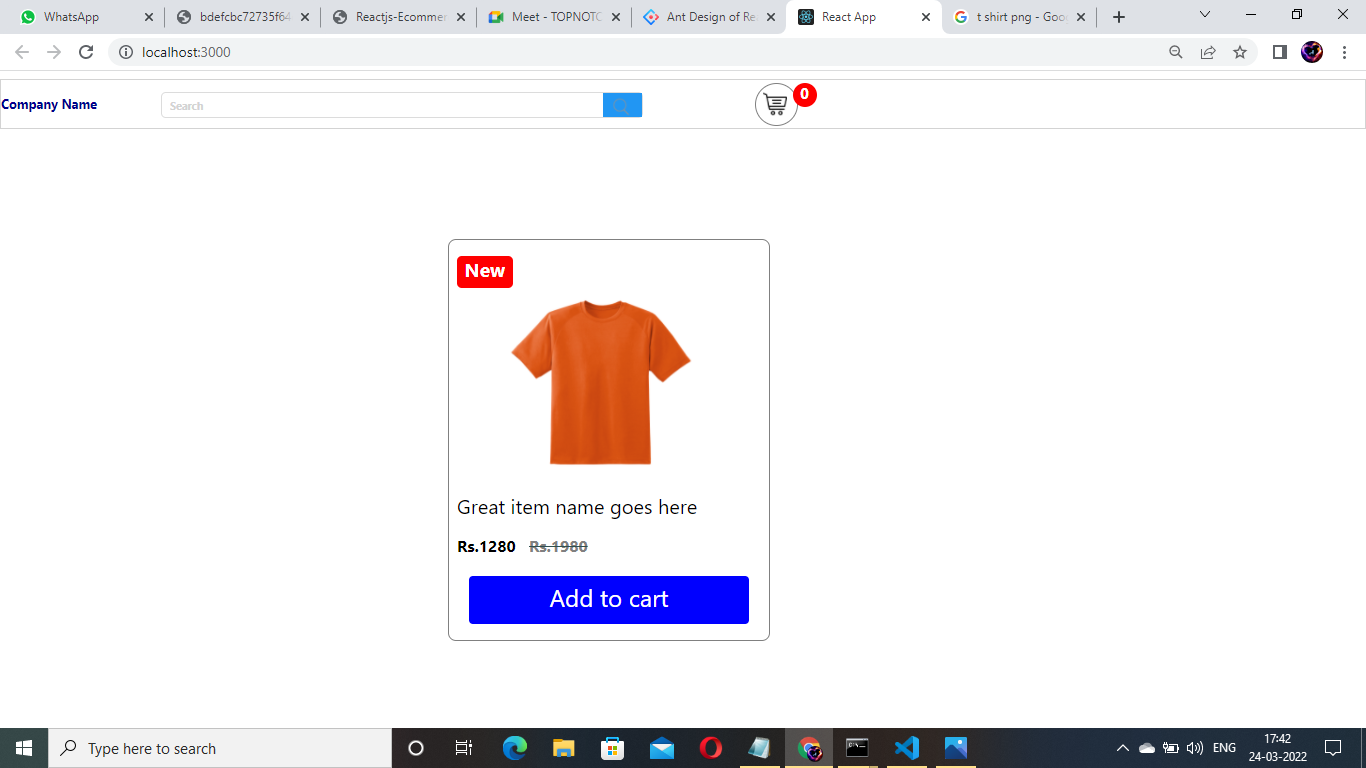 WhatsApp
bdefcbc72735f64
Reactjs-Ecommer
Meet - TOPNOTC
Ant Design of Re
React App
t shirt png - Goo
localhost:3000
Company Name
Search
0
New
Great item name goes here
Rs.1280 Rs.1980
Add to cart
Type here to search
ENG
17:42
24-03-2022